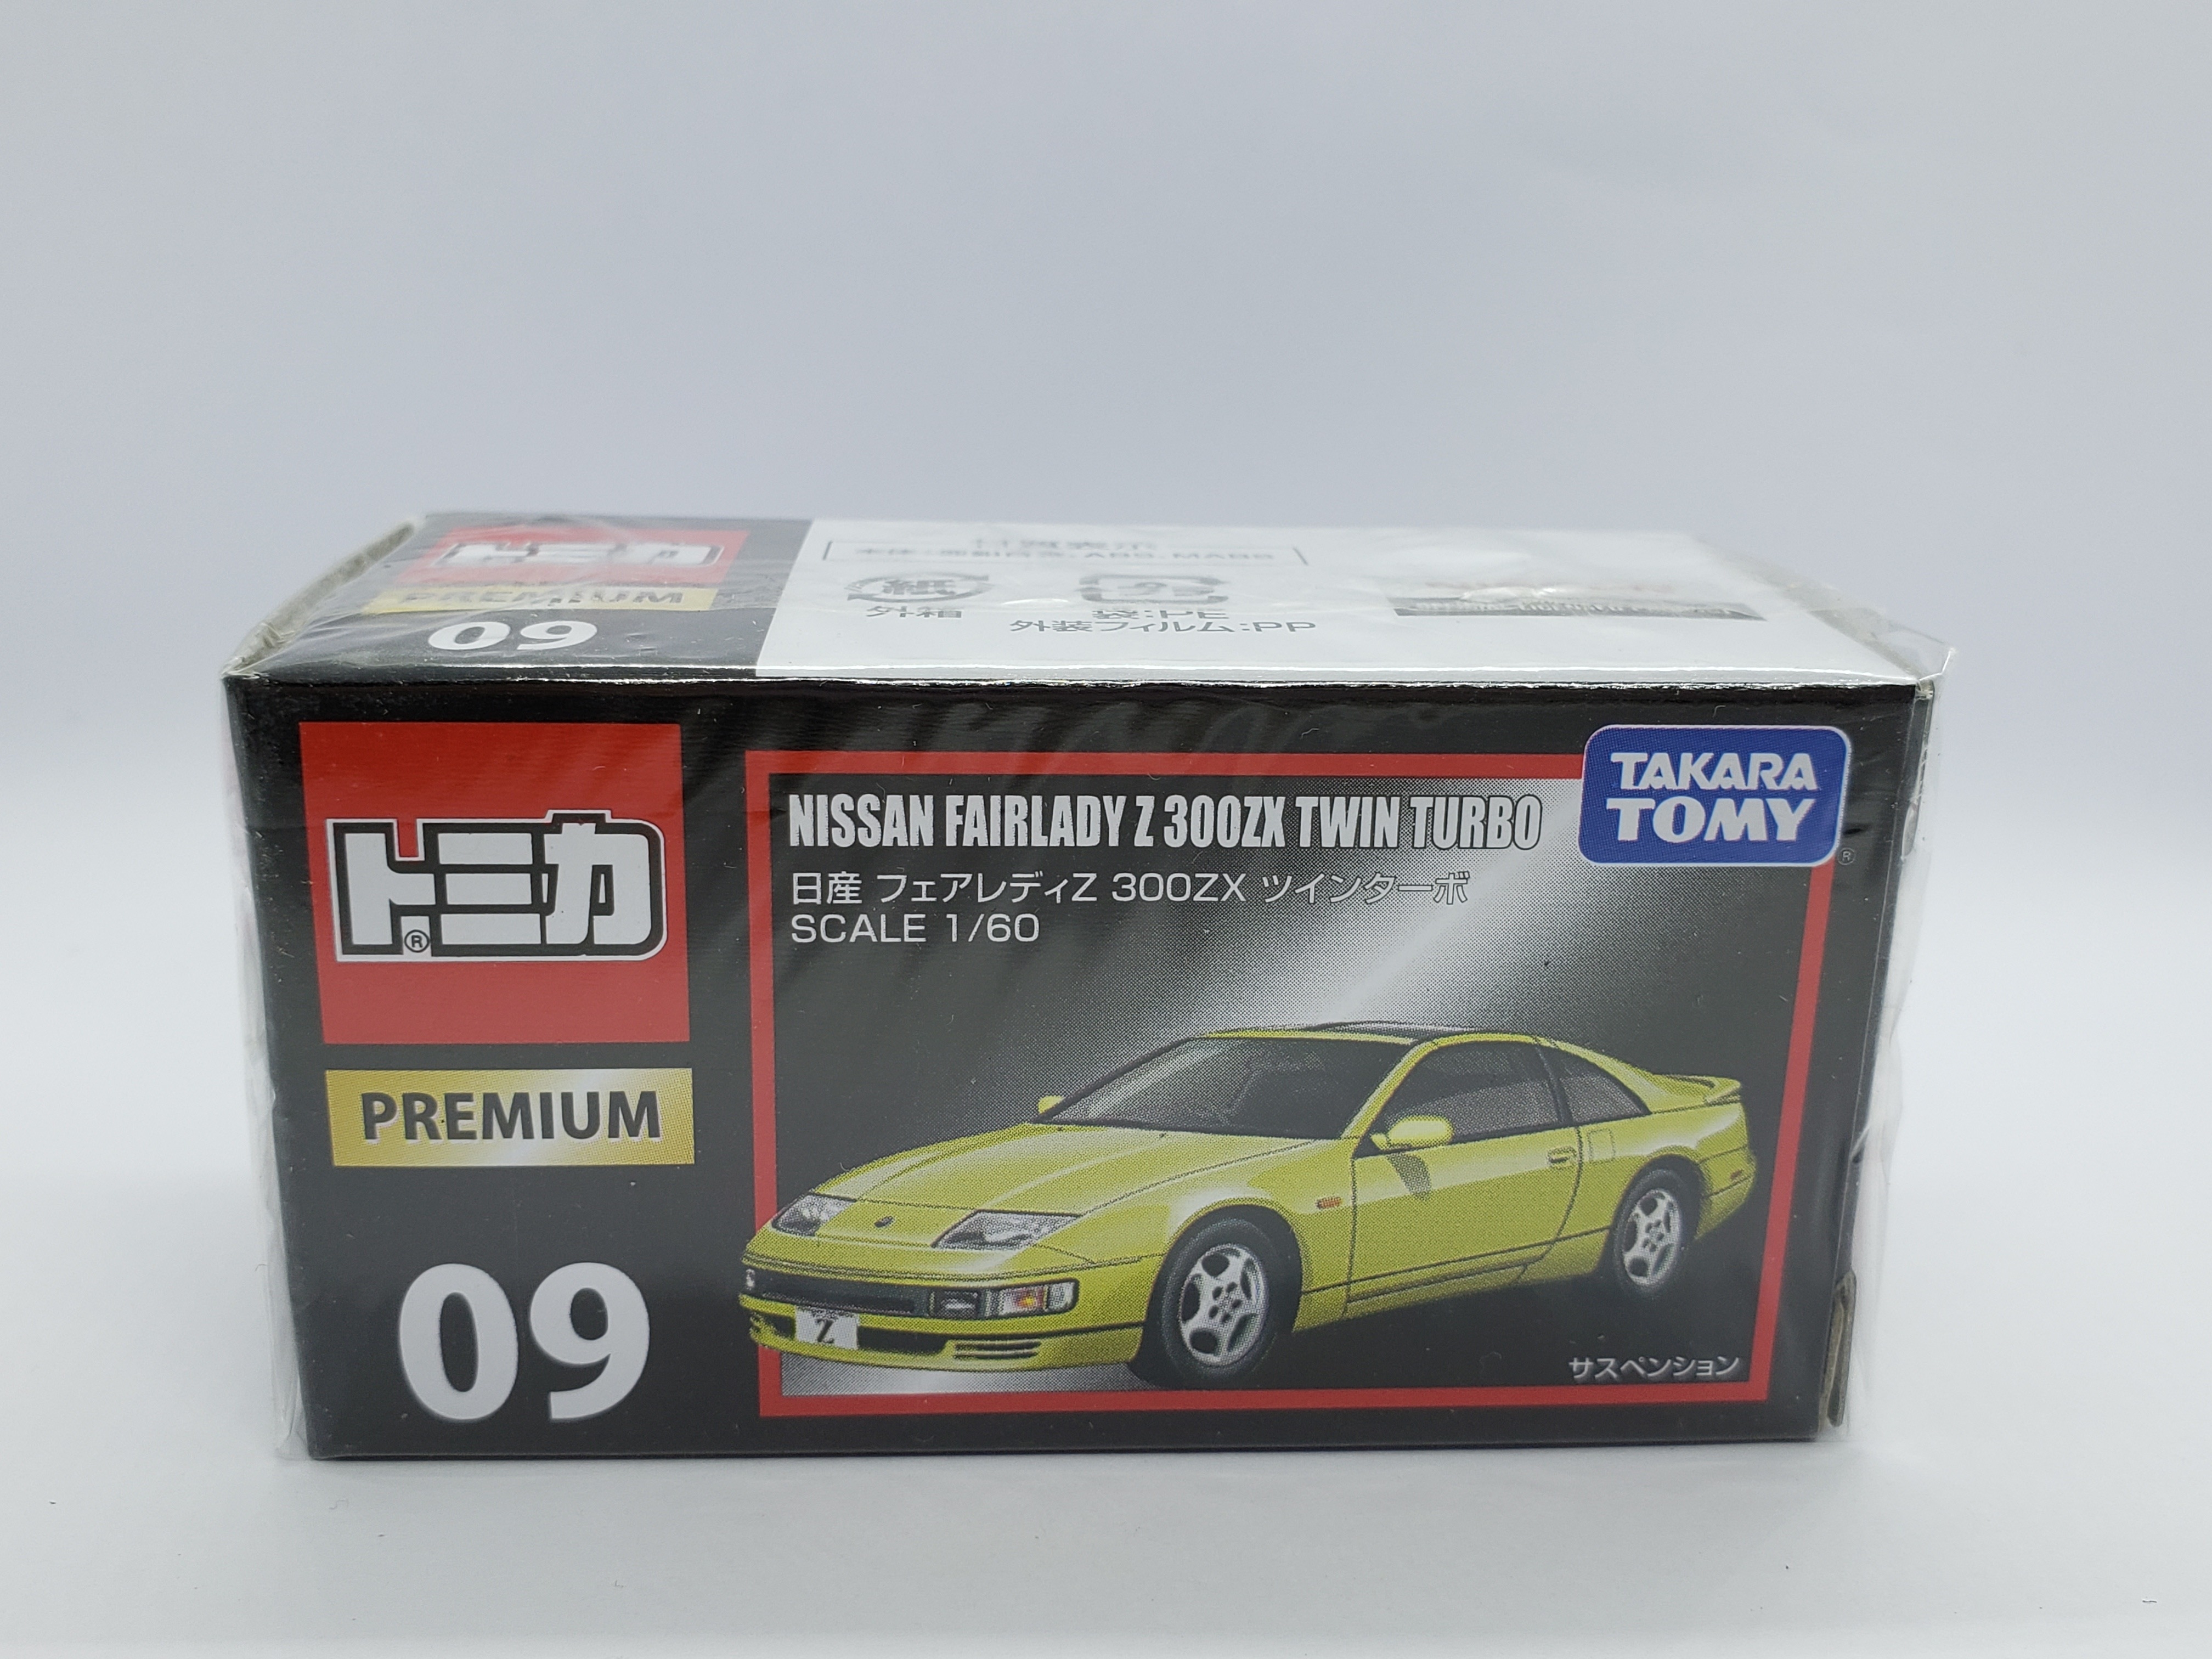 トミカ
PREMIUM
09
外箱
袋:PE
外装フィルム:PP
トミカ
®
PREMIUM
09
NISSAN FAIRLADY Z 300ZX TWIN TURBO
日産 フェアレディZ 300ZX ツインターボ
SCALE 1/60
TAKARA
TOMY
®
Z
サスペンション